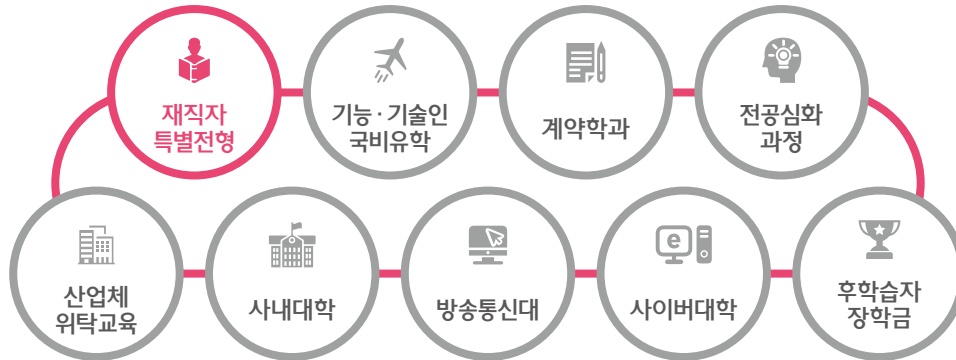 재직자
특별전형
기능·기술인
국비유학
계약학과
전공심화
과정
산업체
위탁교육
사내대학
방송통신대
e
사이버대학
후학습자
장학금